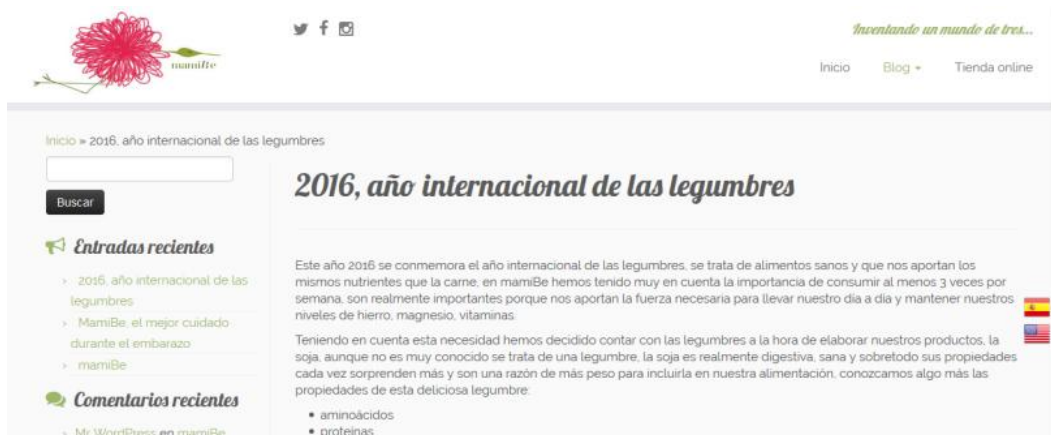 mamiBe
Inventando un mundo de tres...
Inicio
Blog
Tienda online
Inicio » 2016, año internacional de las legumbres
Buscar
Entradas recientes
2016, año internacional de las
legumbres
MamiBe, el mejor cuidado
durante el embarazo
mamiBe
Comentarios recientes
Mr WordPress en mamiBe
2016, año internacional de las legumbres
Este año 2016 se conmemora el año internacional de las legumbres, se trata de alimentos sanos y que nos aportan los
mismos nutrientes que la carne, en mamiBe hemos tenido muy en cuenta la importancia de consumir al menos 3 veces por
semana, son realmente importantes porque nos aportan la fuerza necesaria para llevar nuestro día a día y mantener nuestros
niveles de hierro, magnesio, vitaminas.
Teniendo en cuenta esta necesidad hemos decidido contar con las legumbres a la hora de elaborar nuestros productos, la
soja, aunque no es muy conocido se trata de una legumbre, la soja es realmente digestiva, sana y sobretodo sus propiedades
cada vez sorprenden más y son una razón de más peso para incluirla en nuestra alimentación, conozcamos algo más las
propiedades de esta deliciosa legumbre:
aminoácidos
proteínas